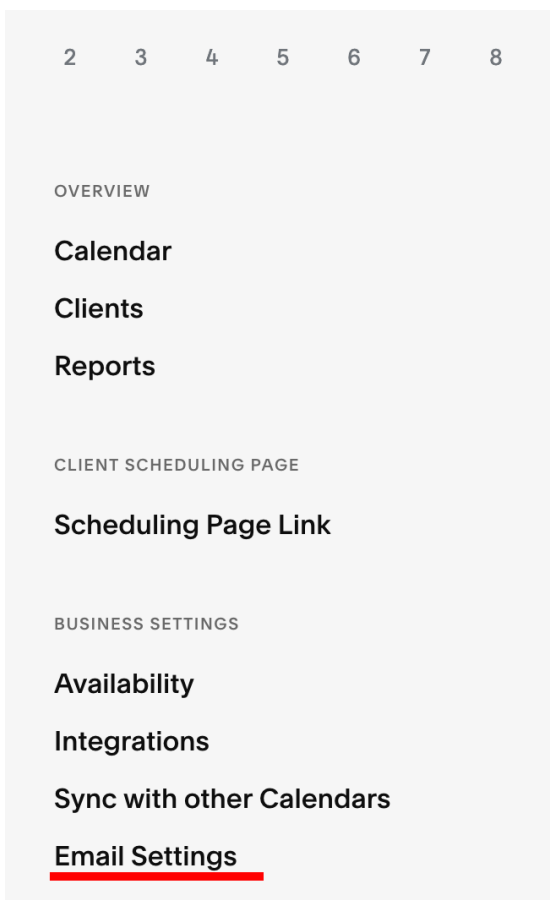 2 3 4 5 6 7 8
OVERVIEW
Calendar
Clients
Reports
CLIENT SCHEDULING PAGE
Scheduling Page Link
BUSINESS SETTINGS
Availability
Integrations
Sync with other Calendars
Email Settings